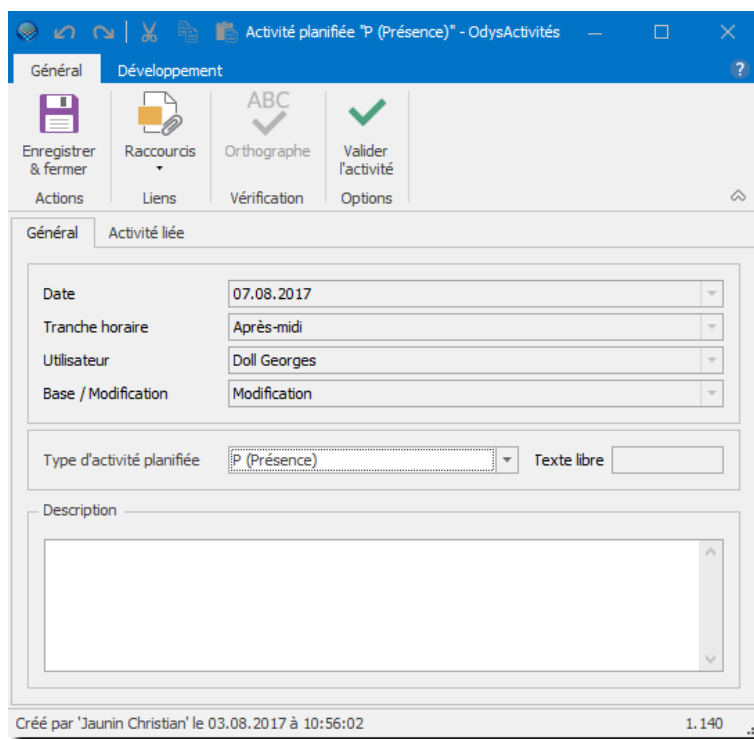 Activité planifiée "P (Présence)" - OdysActivités
Général Développement ?
Enregistrer & fermer
Raccourcis
ABC
Orthographe
Valider l'activité
Actions Liens Vérification Options
Général Activité liée
Date 07.08.2017
Tranche horaire Après-midi
Utilisateur Doll Georges
Base / Modification Modification
Type d'activité planifiée P (Présence) Texte libre
Description
Créé par 'Jaunin Christian' le 03.08.2017 à 10:56:02 1.140